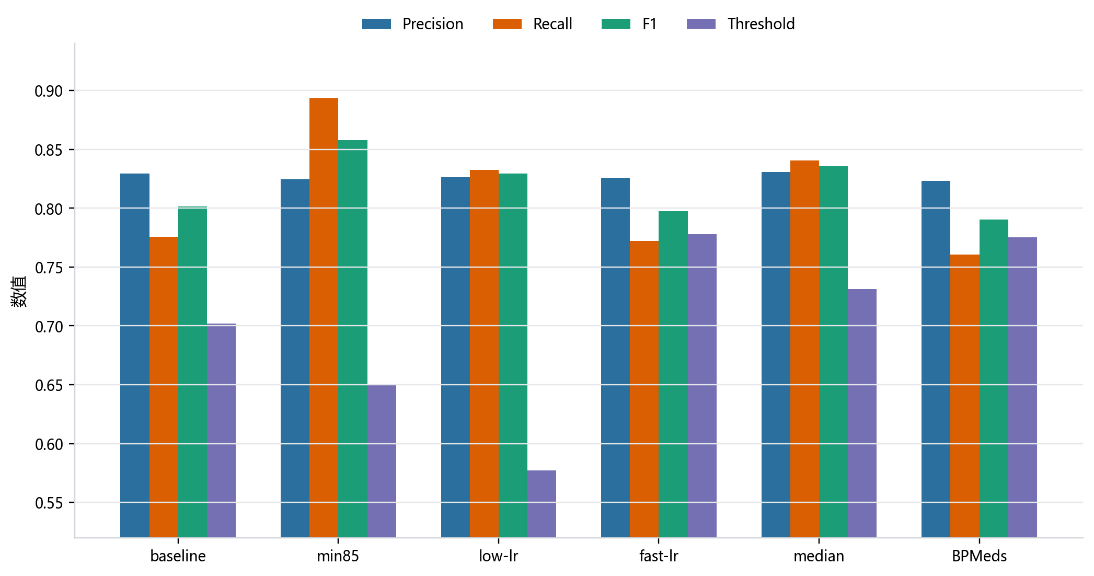 Precision Recall F1 Threshold
0.90
0.85
0.80
0.75
0.70
0.65
0.60
0.55
数值
baseline min85 low-lr fast-lr median BPMeds